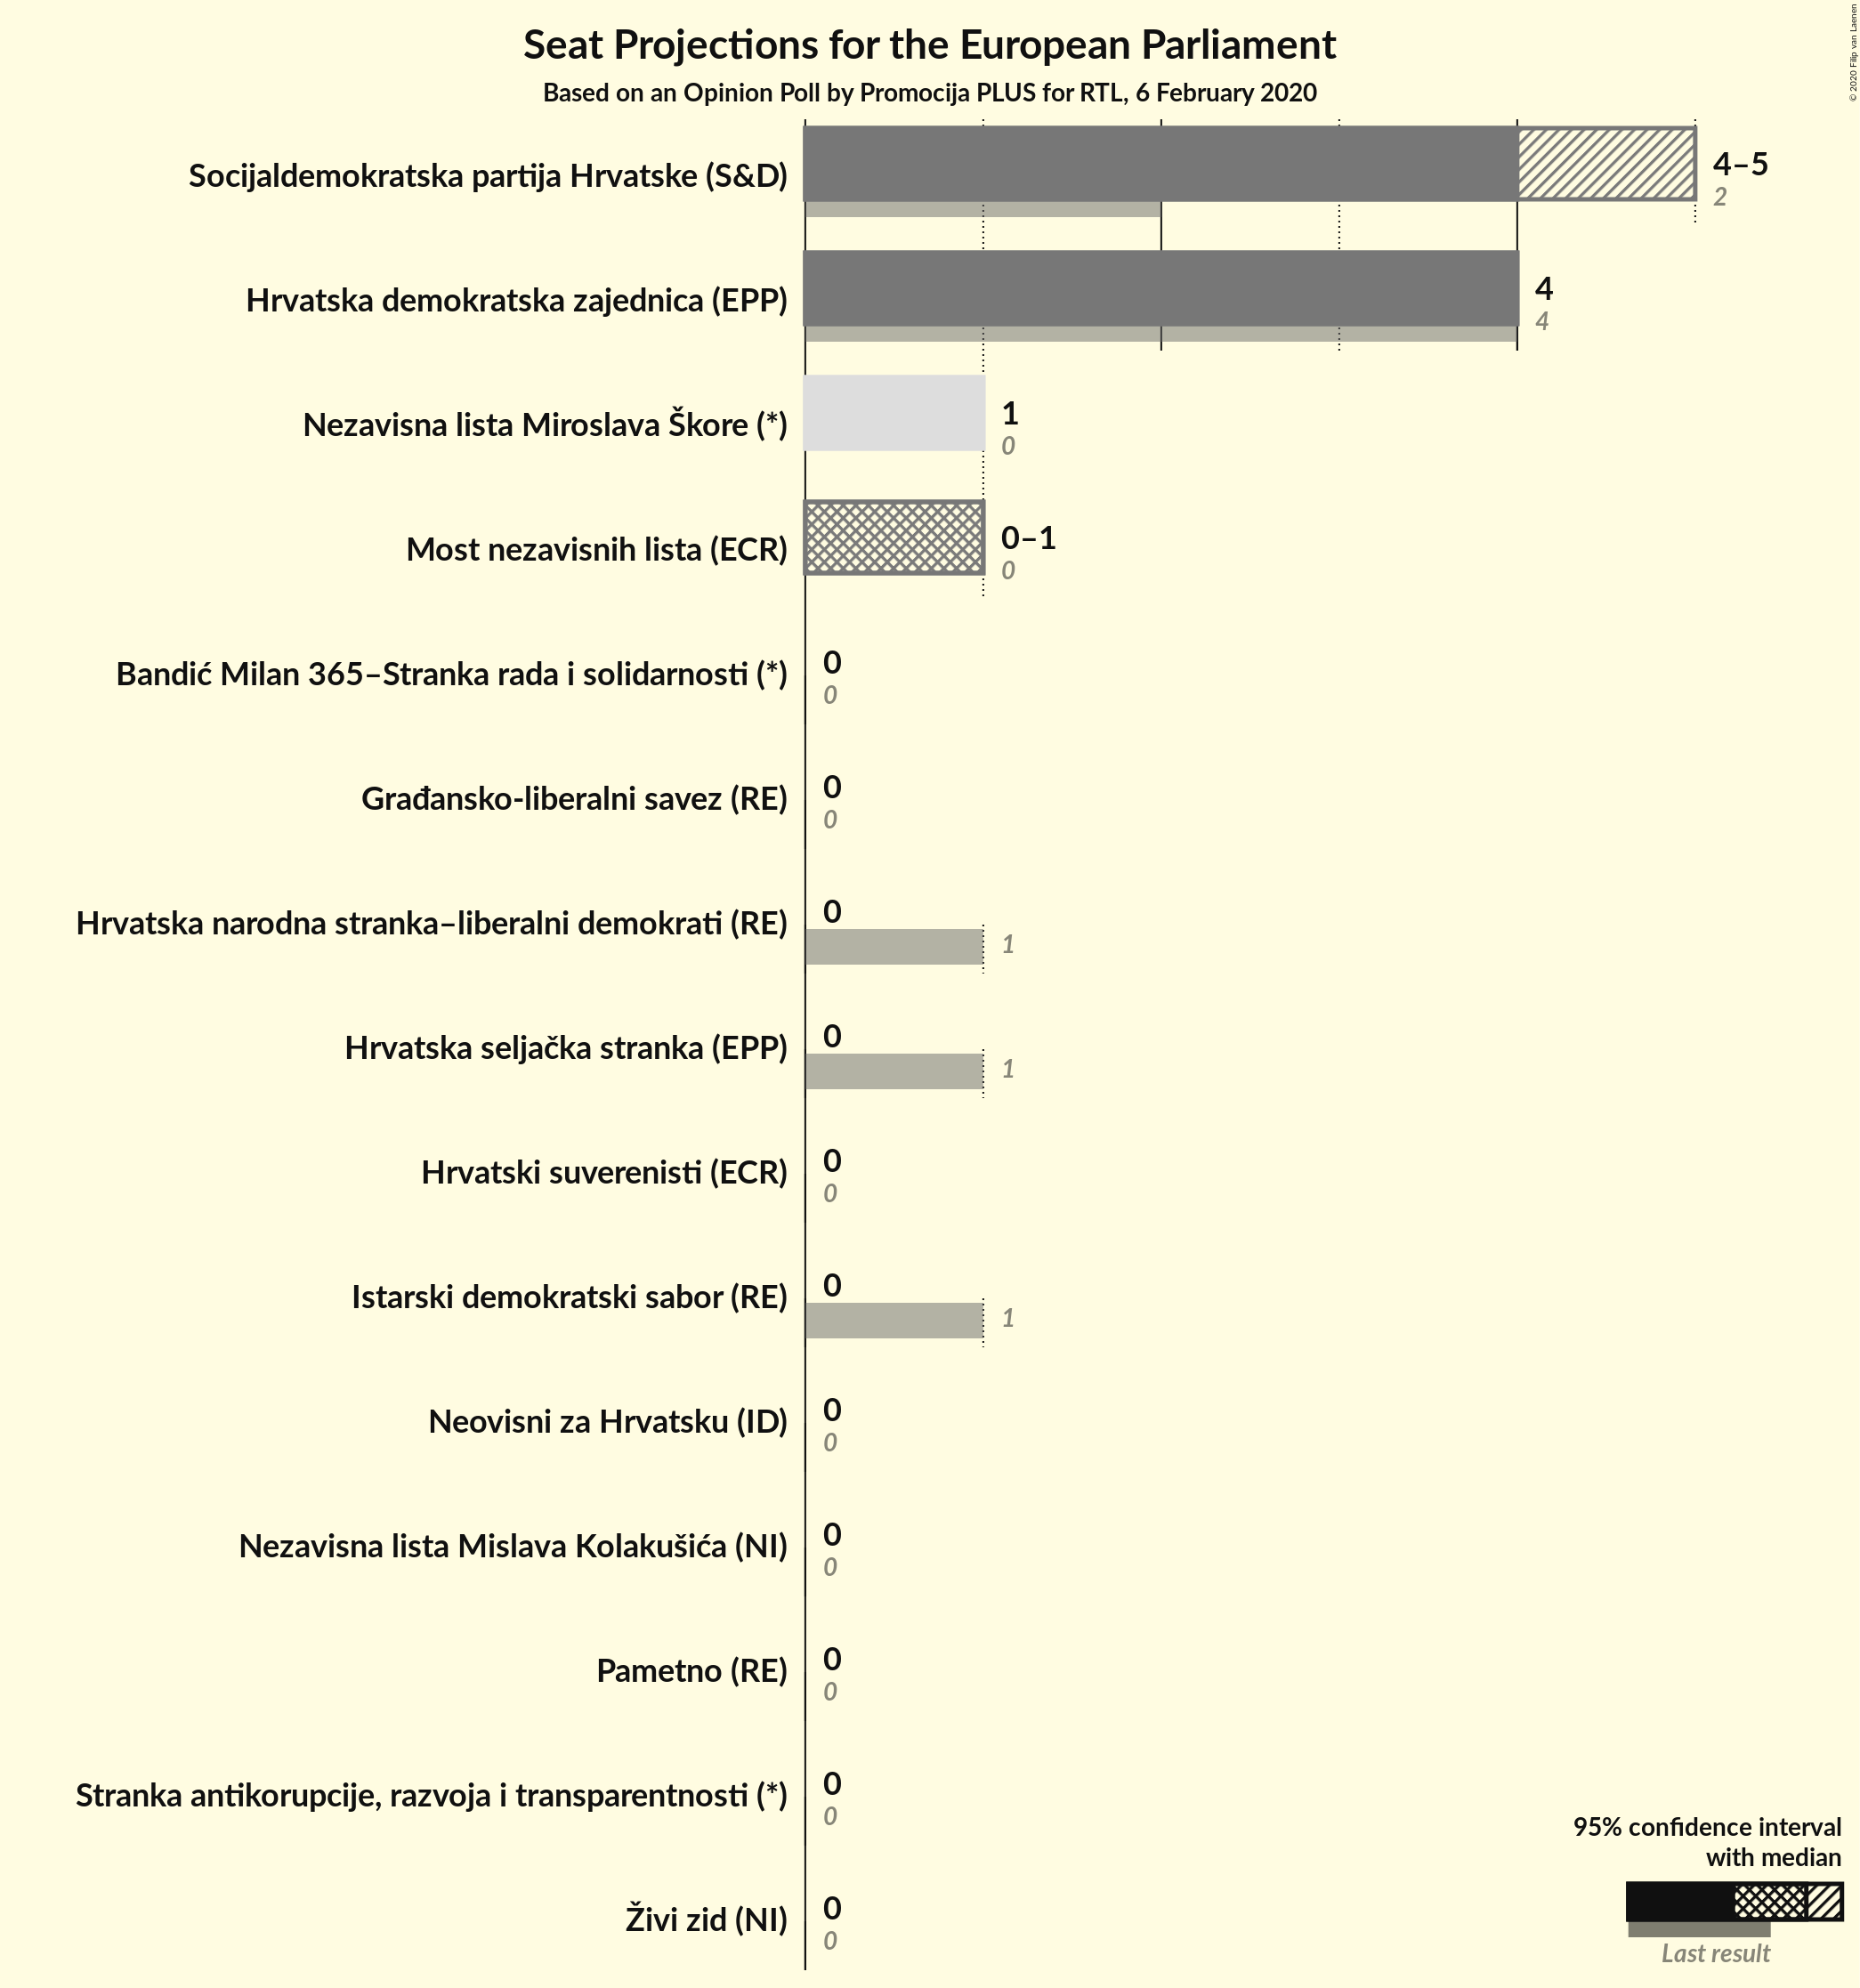 Seat Projections for the European Parliament
Based on an Opinion Poll by Promocija PLUS for RTL, 6 February 2020
© 2020 Filip van Laenen
Socijaldemokratska partija Hrvatske (S&D)
4–5
2
Hrvatska demokratska zajednica (EPP)
4
4
Nezavisna lista Miroslava Škore (*)
1
0
Most nezavisnih lista (ECR)
0–1
0
Bandić Milan 365–Stranka rada i solidarnosti (*)
0
0
Građansko-liberalni savez (RE)
0
0
Hrvatska narodna stranka–liberalni demokrati (RE)
0
1
Hrvatska seljačka stranka (EPP)
0
1
Hrvatski suverenisti (ECR)
0
0
Istarski demokratski sabor (RE)
0
1
Neovisni za Hrvatsku (ID)
0
0
Nezavisna lista Mislava Kolakušića (NI)
0
0
Pametno (RE)
0
0
Stranka antikorupcije, razvoja i transparentnosti (*)
0
0
Živi zid (NI)
0
0
95% confidence interval
with median
Last result